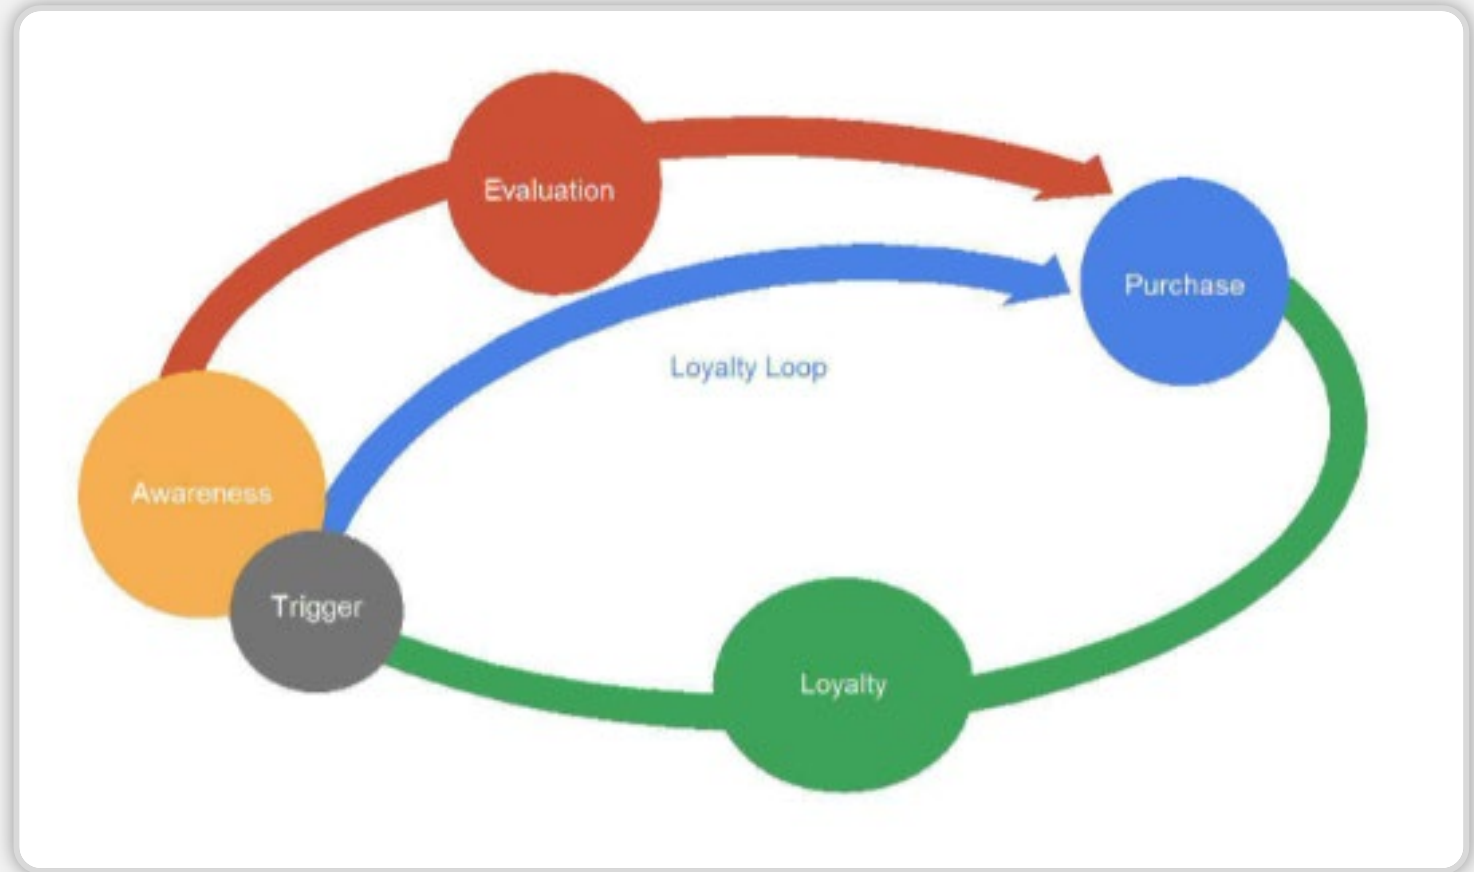 Evaluation
Purchase
Loyalty Loop
Awareness
Trigger
Loyalty